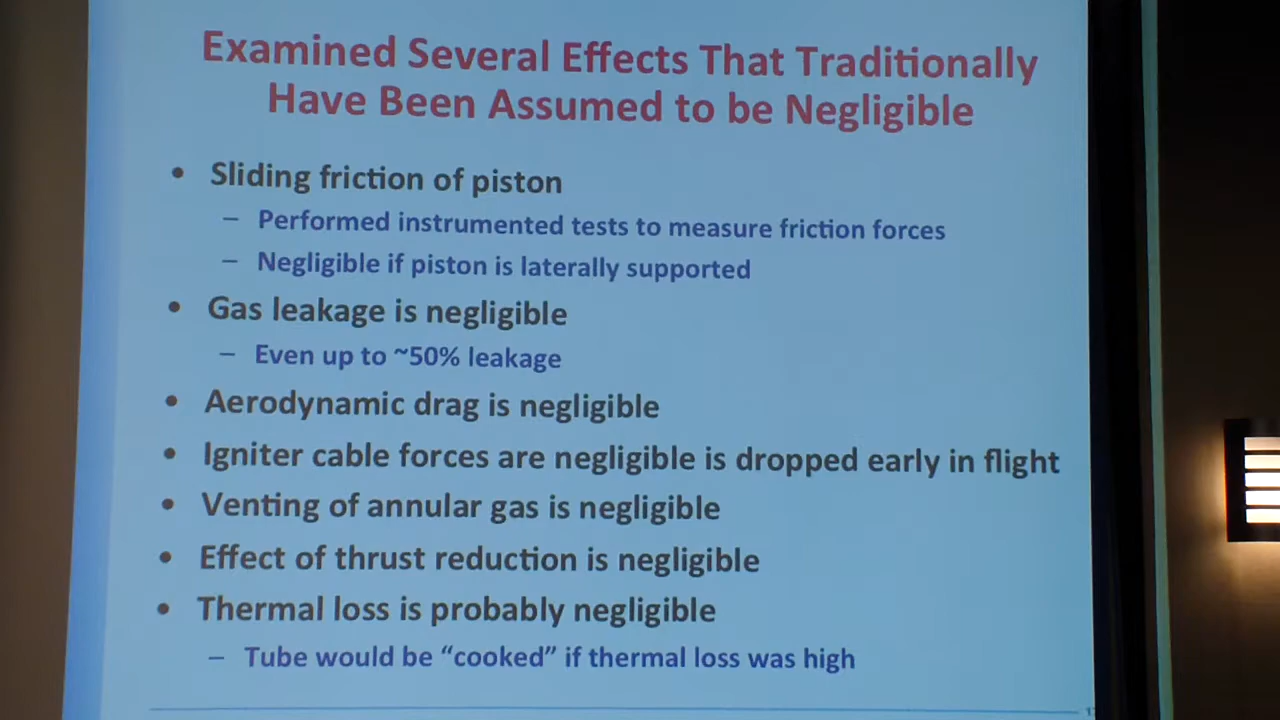 Examined Several Effects That Traditionally
Have Been Assumed to be Negligible
• Sliding friction of piston
– Performed instrumented tests to measure friction forces
– Negligible if piston is laterally supported
• Gas leakage is negligible
– Even up to ~50% leakage
• Aerodynamic drag is negligible
• Igniter cable forces are negligible is dropped early in flight
• Venting of annular gas is negligible
• Effect of thrust reduction is negligible
• Thermal loss is probably negligible
– Tube would be “cooked” if thermal loss was high